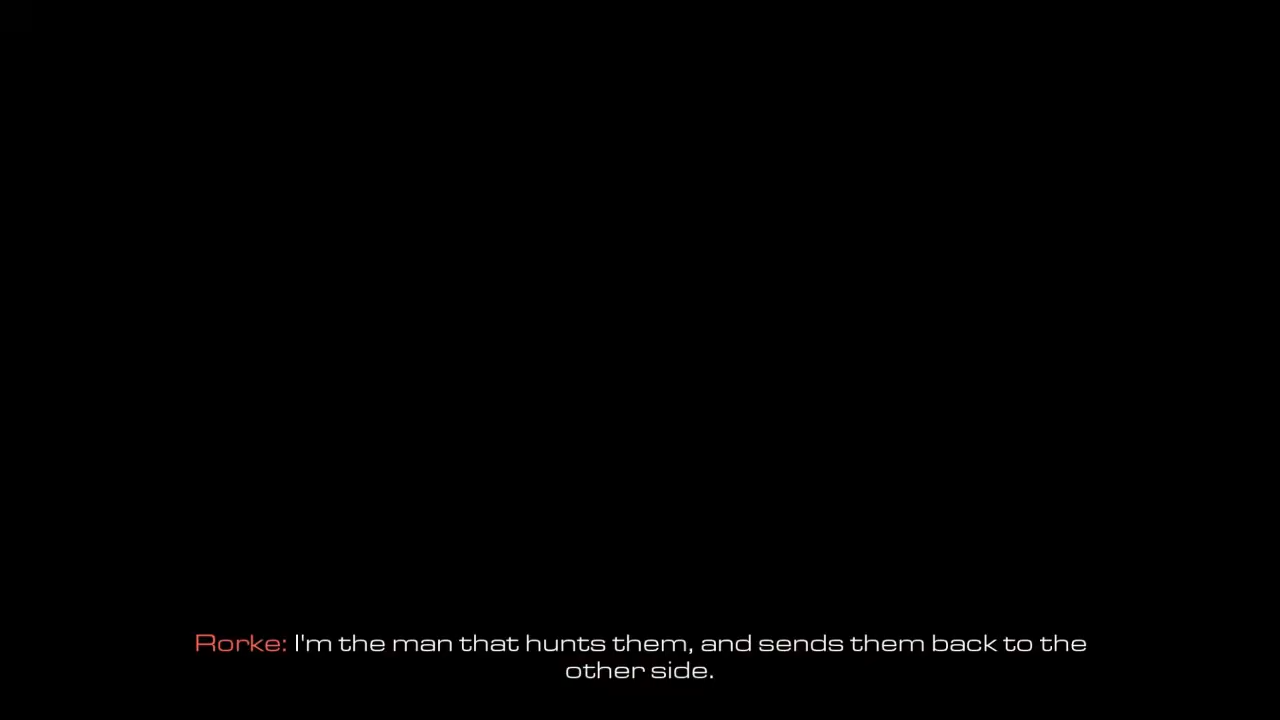 Rorke: I'm the man that hunts them, and sends them back to the
other side.